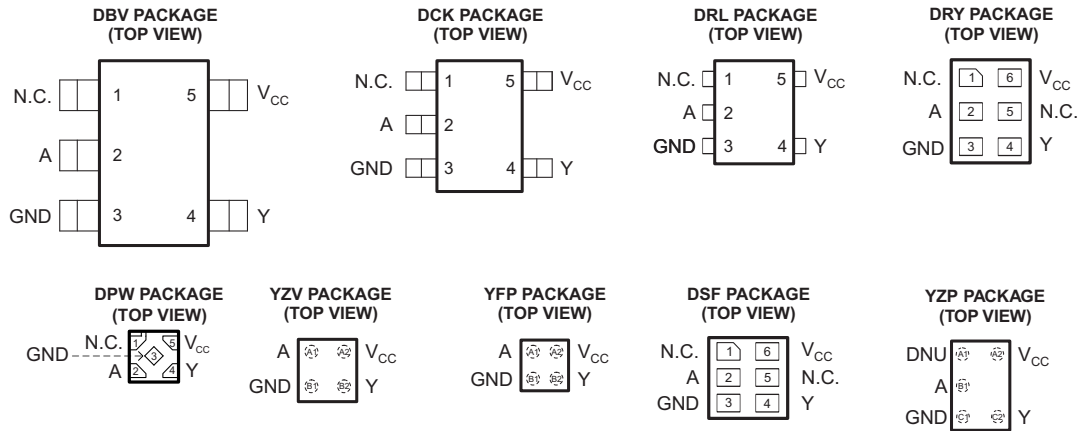 DBV PACKAGE
(TOP VIEW)
N.C. 1 5 VCC
A 2
GND 3 4 Y
DCK PACKAGE
(TOP VIEW)
N.C. 1 5 VCC
A 2
GND 3 4 Y
DRL PACKAGE
(TOP VIEW)
N.C. 1 5 VCC
A 2
GND 3 4 Y
DRY PACKAGE
(TOP VIEW)
N.C. 1 6 VCC
A 2 5 N.C.
GND 3 4 Y
DPW PACKAGE
(TOP VIEW)
N.C. 1 5 VCC
GND 3
A 2 4 Y
YZV PACKAGE
(TOP VIEW)
A A1 A2 VCC
GND B1 B2 Y
YFP PACKAGE
(TOP VIEW)
A A1 A2 VCC
GND B1 B2 Y
DSF PACKAGE
(TOP VIEW)
N.C. 1 6 VCC
A 2 5 N.C.
GND 3 4 Y
YZP PACKAGE
(TOP VIEW)
DNU A1 A2 VCC
A B1
GND C1 C2 Y